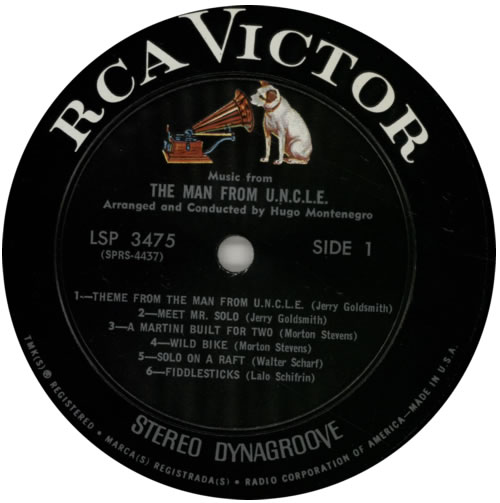 RCA VICTOR
Music from
THE MAN FROM U.N.C.L.E.
Arranged and Conducted by Hugo Montenegro
LSP 3475
(SPRS-4437)
SIDE 1
1—THEME FROM THE MAN FROM U.N.C.L.E. (Jerry Goldsmith)
2—MEET MR. SOLO (Jerry Goldsmith)
3—A MARTINI BUILT FOR TWO (Morton Stevens)
4—WILD BIKE (Morton Stevens)
5—SOLO ON A RAFT (Walter Scharf)
6—FIDDLESTICKS (Lalo Schifrin)
STEREO DYNAGROOVE
TMK(S) ® REGISTERED • MARCA(S) REGISTRADA(S) • RADIO CORPORATION OF AMERICA—MADE IN U.S.A.